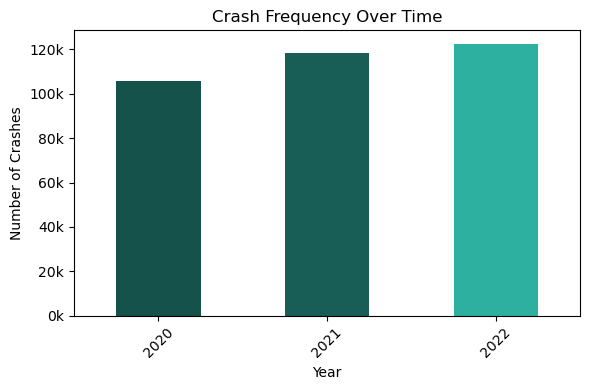 Crash Frequency Over Time
120k
100k
80k
60k
40k
20k
0k
Number of Crashes
2020
2021
2022
Year